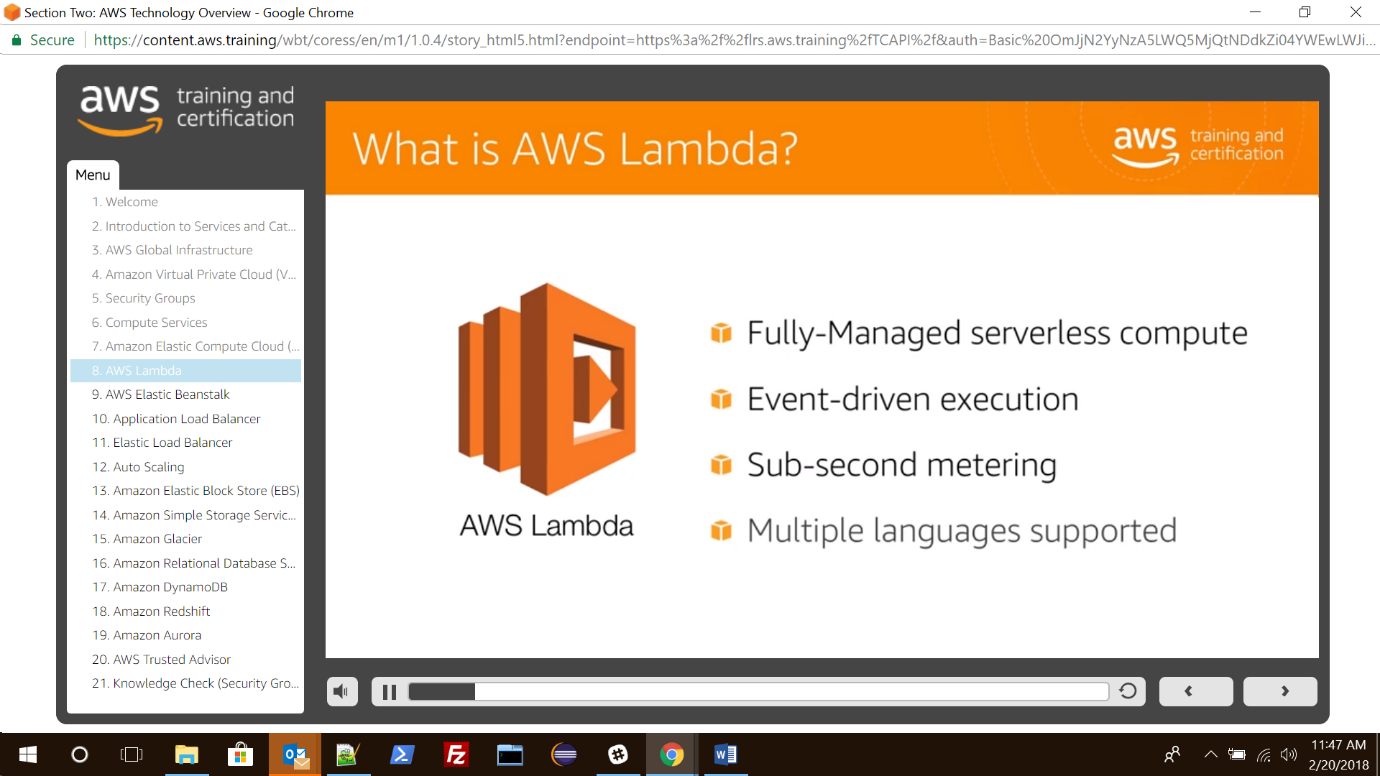 Section Two: AWS Technology Overview - Google Chrome
Secure
https://content.aws.training/wbt/coress/en/m1/1.0.4/story_html5.html?endpoint=https%3a%2f%2flrs.aws.training%2fTCAPI%2f&auth=Basic%20OmJjN2YyNzA5LWQ5MjQtNDdkZi04YWEwLWJi...
aws training and
certification
Menu
1. Welcome
2. Introduction to Services and Cat...
3. AWS Global Infrastructure
4. Amazon Virtual Private Cloud (V...
5. Security Groups
6. Compute Services
7. Amazon Elastic Compute Cloud (...
8. AWS Lambda
9. AWS Elastic Beanstalk
10. Application Load Balancer
11. Elastic Load Balancer
12. Auto Scaling
13. Amazon Elastic Block Store (EBS)
14. Amazon Simple Storage Servic...
15. Amazon Glacier
16. Amazon Relational Database S...
17. Amazon DynamoDB
18. Amazon Redshift
19. Amazon Aurora
20. AWS Trusted Advisor
21. Knowledge Check (Security Gro...
What is AWS Lambda?
aws training and
certification
AWS Lambda
Fully-Managed serverless compute
Event-driven execution
Sub-second metering
Multiple languages supported
11:47 AM
2/20/2018